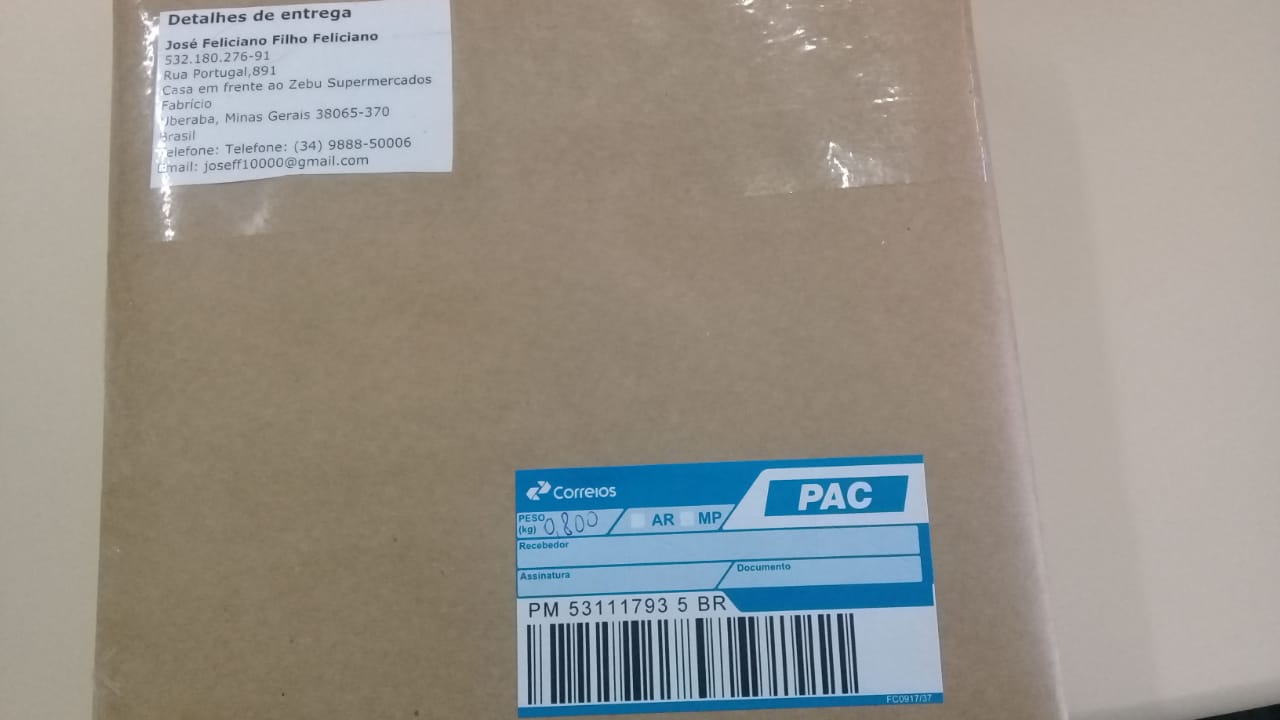 Detalhes de entrega
José Feliciano Filho Feliciano
532.180.276-91
Rua Portugal,891
Casa em frente ao Zebu Supermercados
Fabrício
Uberaba, Minas Gerais 38065-370
Brasil
Telefone: Telefone: (34) 9888-50006
Email: joseff10000@gmail.com
Correios
PAC
PESO (kg) 0,800 AR MP
Recebedor
Assinatura Documento
PM 53111793 5 BR
FC0917/37